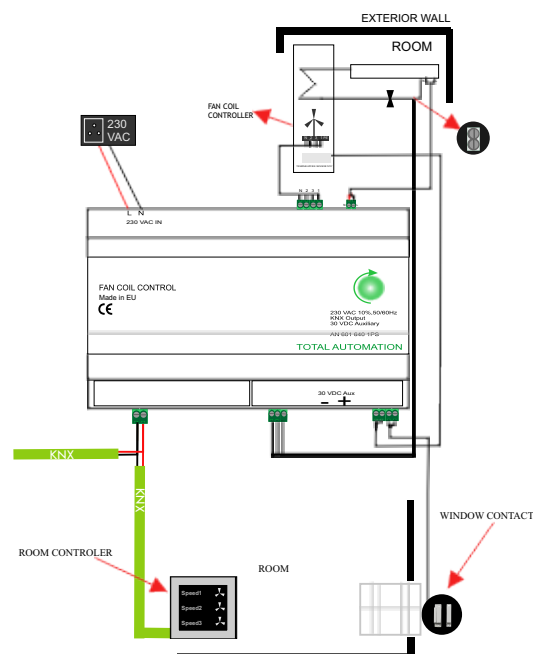 EXTERIOR WALL
ROOM
FAN COIL
CONTROLLER
230
VAC
N 2 3 1
L N
230 VAC IN
FAN COIL CONTROL
Made in EU
CE
230 VAC 10%,50/60Hz
KNX Output
30 VDC Auxiliary
AN 601 640 1PS
TOTAL AUTOMATION
30 VDC Aux
- +
KNX
KNX
WINDOW CONTACT
ROOM CONTROLER
ROOM
Speed1
Speed2
Speed3